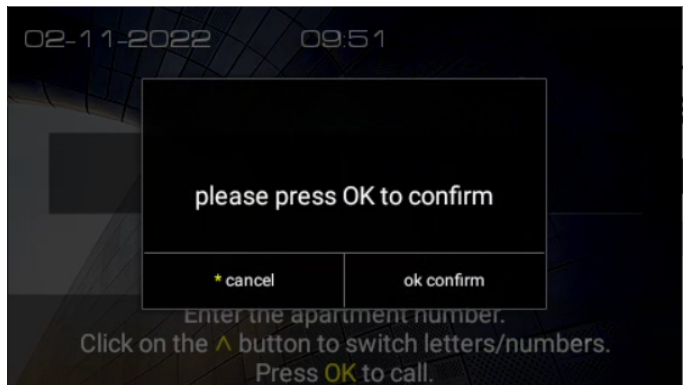 02-11-2022 09:51
please press OK to confirm
* cancel ok confirm
Enter the apartment number.
Click on the ^ button to switch letters/numbers.
Press OK to call.